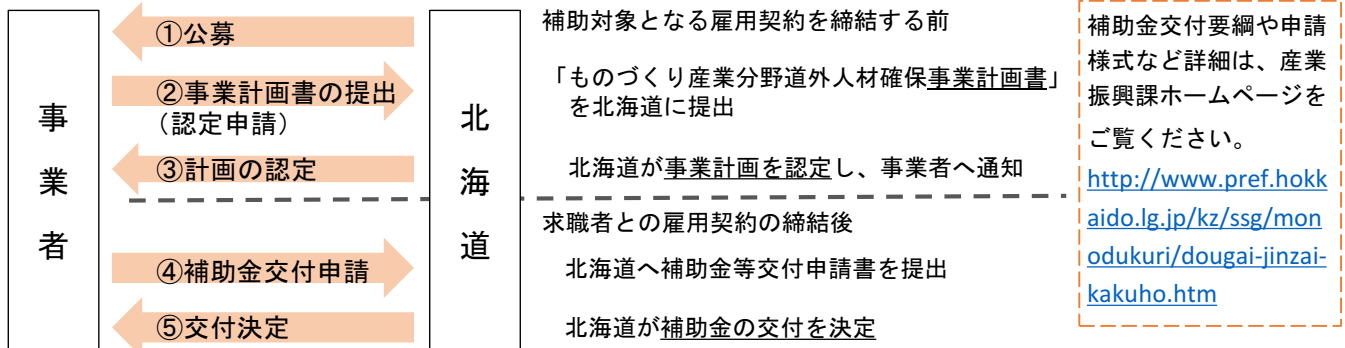 事業者
①公募
②事業計画書の提出
（認定申請）
③計画の認定
④補助金交付申請
⑤交付決定
北海道
補助対象となる雇用契約を締結する前
「ものづくり産業分野道外人材確保事業計画書」
を北海道に提出
北海道が事業計画を認定し、事業者へ通知
求職者との雇用契約の締結後
北海道へ補助金等交付申請書を提出
北海道が補助金の交付を決定
補助金交付要綱や申請
様式など詳細は、産業
振興課ホームページを
ご覧ください。
http://www.pref.hokk
aido.lg.jp/kz/ssg/mon
odukuri/dougai-jinzai-
kakuho.htm